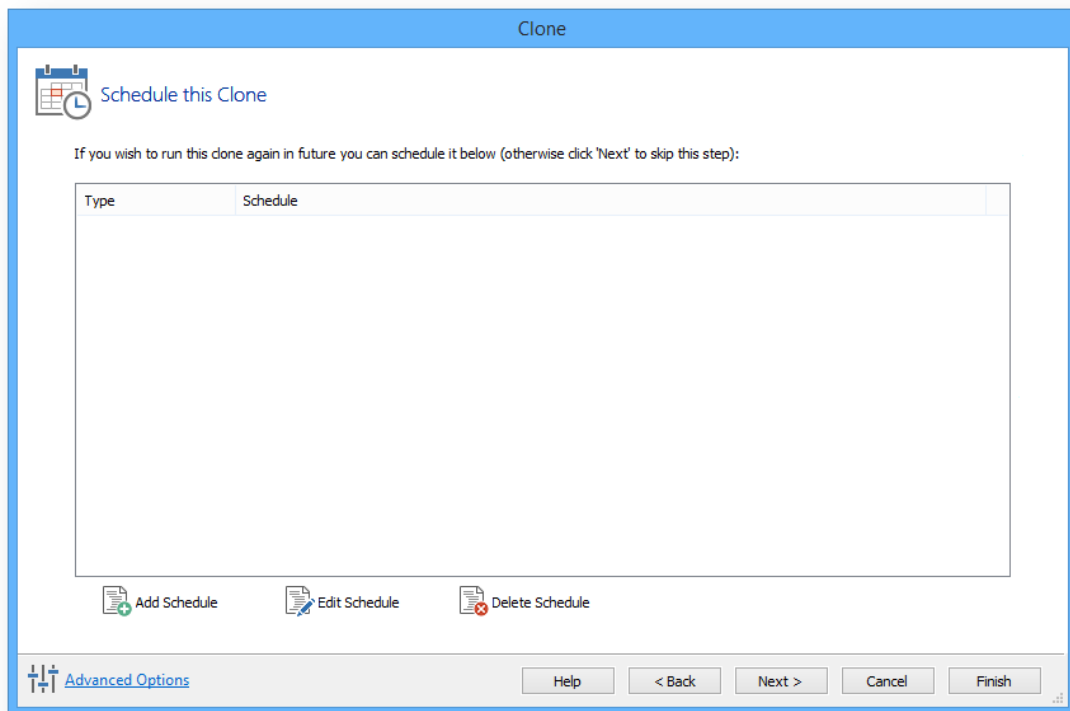 Clone
Schedule this Clone
If you wish to run this clone again in future you can schedule it below (otherwise click 'Next' to skip this step):
Type Schedule
Add Schedule Edit Schedule Delete Schedule
Advanced Options Help < Back Next > Cancel Finish